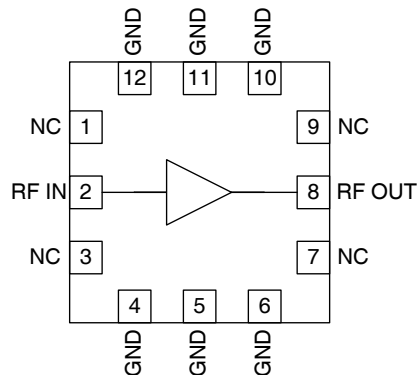 GND GND GND
12 11 10
NC 1 9 NC
RF IN 2 8 RF OUT
NC 3 7 NC
4 5 6
GND GND GND